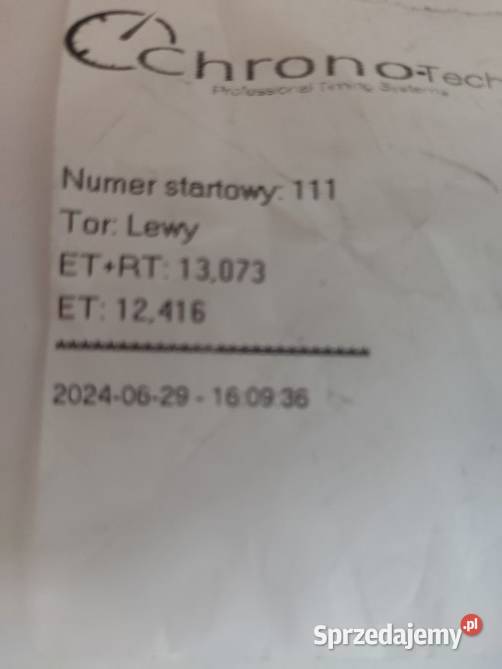 Chrono-Tech
Professional Timing Systems
Numer startowy: 111
Tor: Lewy
ET+RT: 13,073
ET: 12,416
2024-06-29 - 16:09:36
Sprzedajemy.pl